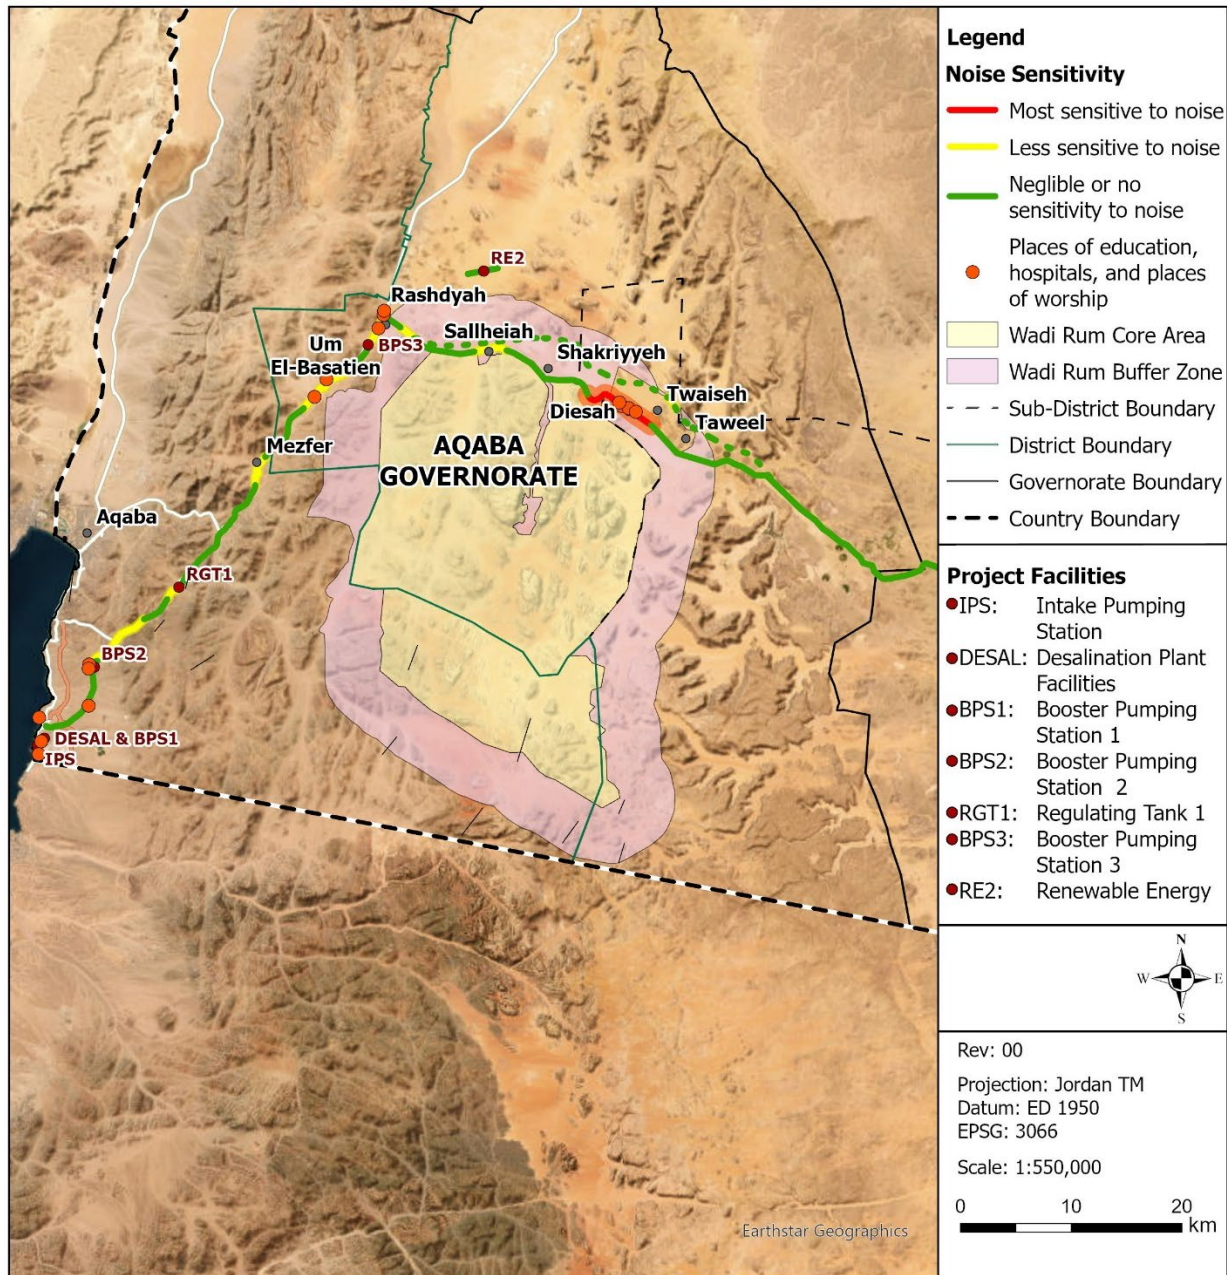 RE2
Rashdyah
Sallheiah
Um
El-Basatien
BPS3
Shakriyyeh
Diesah
Twaiseh
Taweel
Mezfer
AQABA
GOVERNORATE
Aqaba
RGT1
BPS2
DESAL & BPS1
IPS
Earthstar Geographics
Legend
Noise Sensitivity
Most sensitive to noise
Less sensitive to noise
Neglible or no
sensitivity to noise
Places of education,
hospitals, and places
of worship
Wadi Rum Core Area
Wadi Rum Buffer Zone
Sub-District Boundary
District Boundary
Governorate Boundary
Country Boundary
Project Facilities
IPS: Intake Pumping
Station
DESAL: Desalination Plant
Facilities
BPS1: Booster Pumping
Station 1
BPS2: Booster Pumping
Station 2
RGT1: Regulating Tank 1
BPS3: Booster Pumping
Station 3
RE2: Renewable Energy
N
W E
S
Rev: 00
Projection: Jordan TM
Datum: ED 1950
EPSG: 3066
Scale: 1:550,000
0 10 20
km